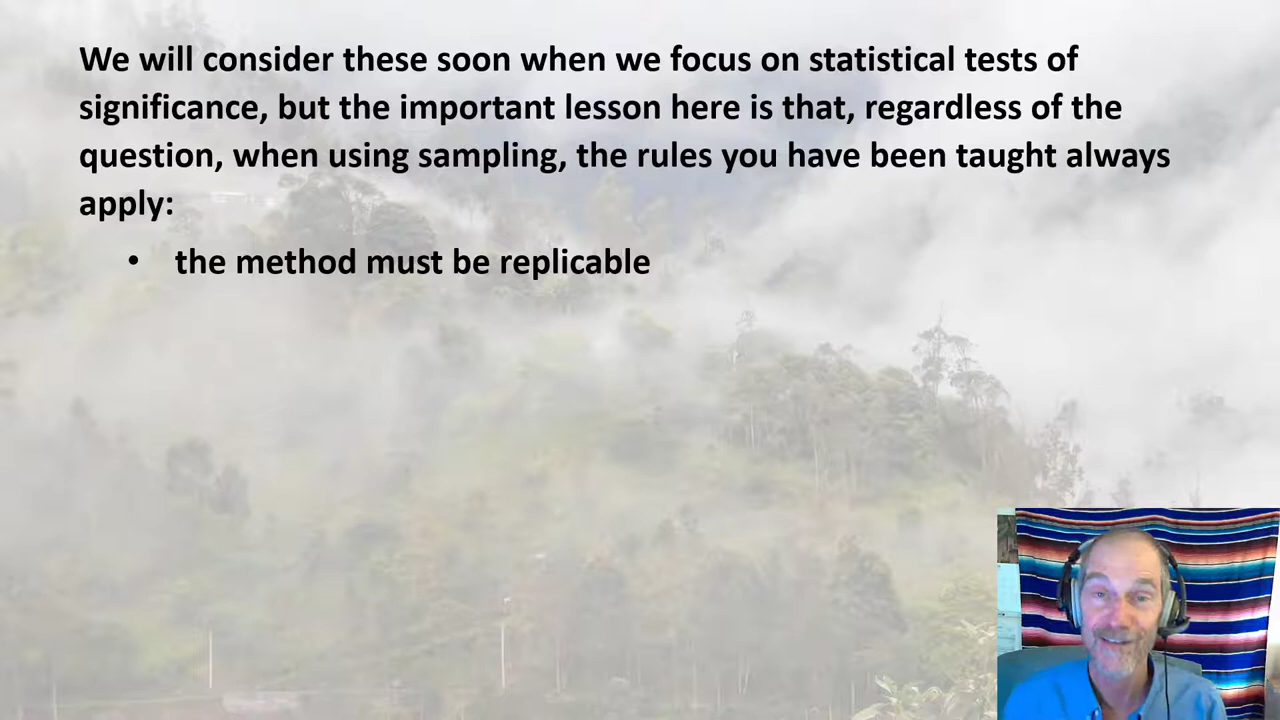 We will consider these soon when we focus on statistical tests of
significance, but the important lesson here is that, regardless of the
question, when using sampling, the rules you have been taught always
apply:
• the method must be replicable